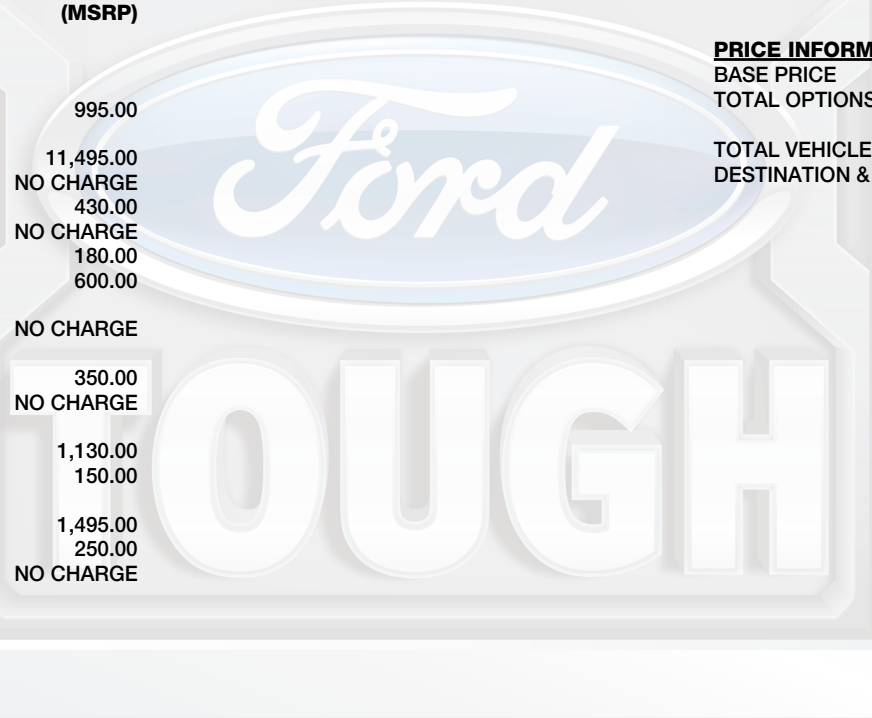 (MSRP)
995.00
11,495.00
NO CHARGE
430.00
NO CHARGE
180.00
600.00
NO CHARGE
350.00
NO CHARGE
1,130.00
150.00
1,495.00
250.00
NO CHARGE
PRICE INFORM
BASE PRICE
TOTAL OPTIONS
TOTAL VEHICLE
DESTINATION &
Ford
TOUGH